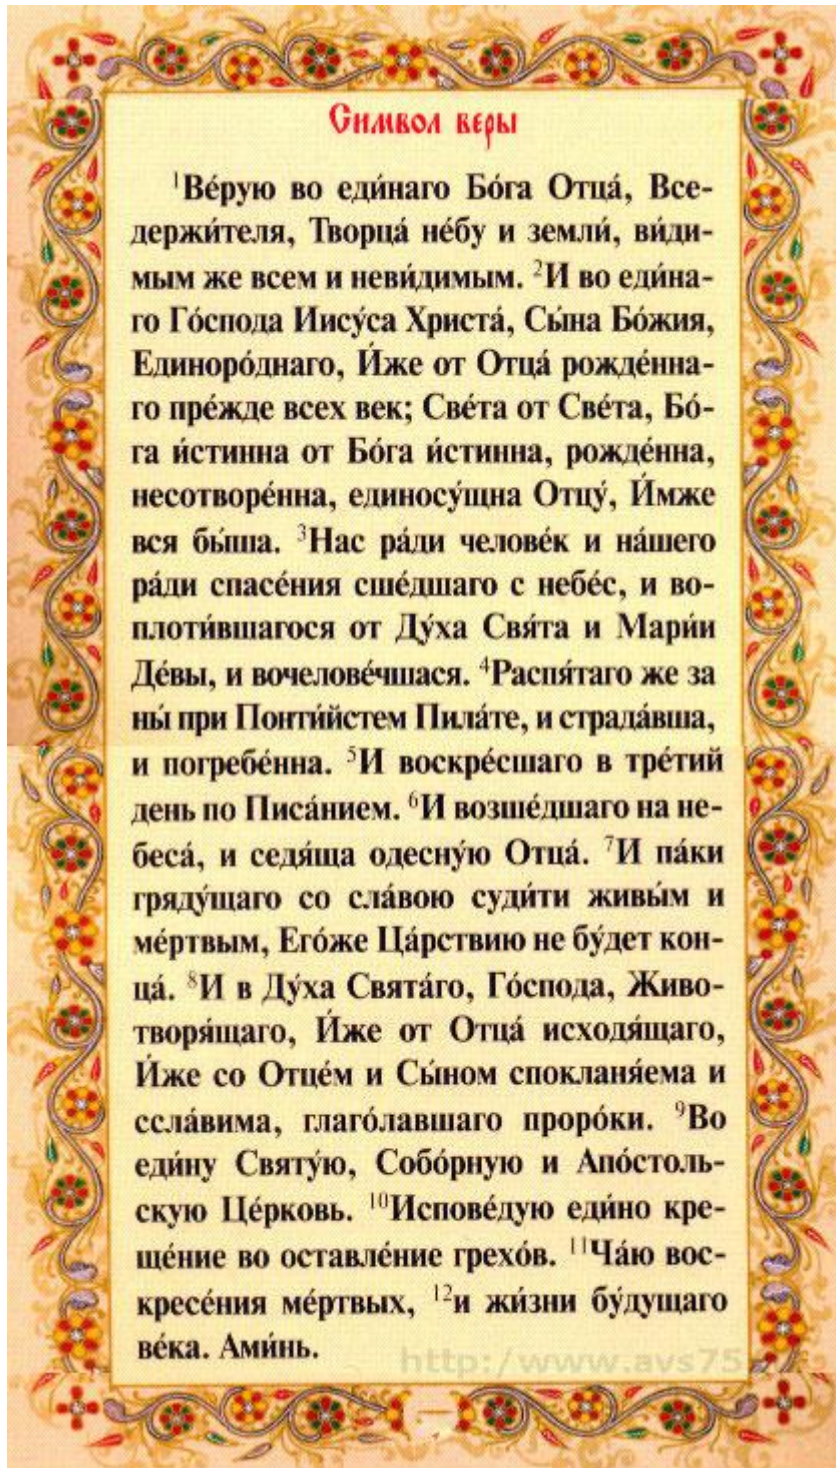 Символ веры
¹Ве́рую во еди́наго Бо́га Отца́, Все-
держи́теля, Творца́ не́бу и земли́, ви́ди-
мым же всем и неви́димым. ²И во еди́на-
го Го́спода Иису́са Христа́, Сы́на Бо́жия,
Единоро́днаго, И́же от Отца́ рожде́нна-
го пре́жде всех век; Све́та от Све́та, Бо́-
га и́стинна от Бо́га и́стинна, рожде́нна,
несотворе́нна, единосу́щна Отцу́, И́мже
вся бы́ша. ³Нас ра́ди челове́к и на́шего
ра́ди спасе́ния сше́дшаго с небе́с, и во-
плоти́вшагося от Ду́ха Свя́та и Мари́и
Де́вы, и вочелове́чшася. ⁴Распя́таго же за
ны́ при Понти́йстем Пила́те, и страда́вша,
и погребе́нна. ⁵И воскре́сшаго в тре́тий
день по Писа́нием. ⁶И возше́дшаго на не-
беса́, и седя́ща одесну́ю Отца́. ⁷И па́ки
гряду́щаго со сла́вою суди́ти живы́м и
ме́ртвым, Его́же Ца́рствию не бу́дет кон-
ца́. ⁸И в Ду́ха Свята́го, Го́спода, Живо-
творя́щаго, И́же от Отца́ исходя́щаго,
И́же со Отце́м и Сы́ном спокланя́ема и
ссла́вима, глаго́лавшаго проро́ки. ⁹Во
еди́ну Святу́ю, Собо́рную и Апо́столь-
скую Це́рковь. ¹⁰Испове́дую еди́но кре-
ще́ние во оставле́ние грехо́в. ¹¹Ча́ю вос-
кресе́ния ме́ртвых, ¹²и жи́зни бу́дущаго
ве́ка. Ами́нь.